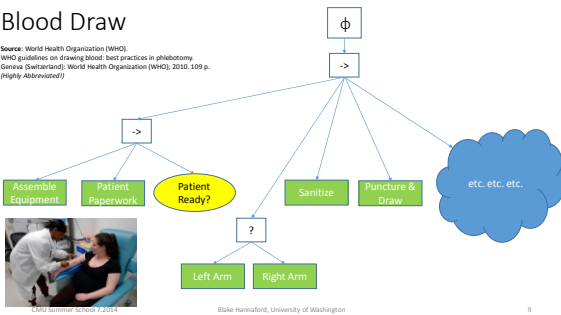 Blood Draw
Source: World Health Organization (WHO).
WHO guidelines on drawing blood: best practices in phlebotomy.
Geneva (Switzerland): World Health Organization (WHO); 2010. 109 p.
(Highly Abbreviated!)
ϕ
->
->
Assemble
Equipment
Patient
Paperwork
Patient
Ready?
Sanitize
Puncture &
Draw
etc. etc. etc.
?
Left Arm
Right Arm
CMU Summer School 7.2014
Blake Hannaford, University of Washington
9